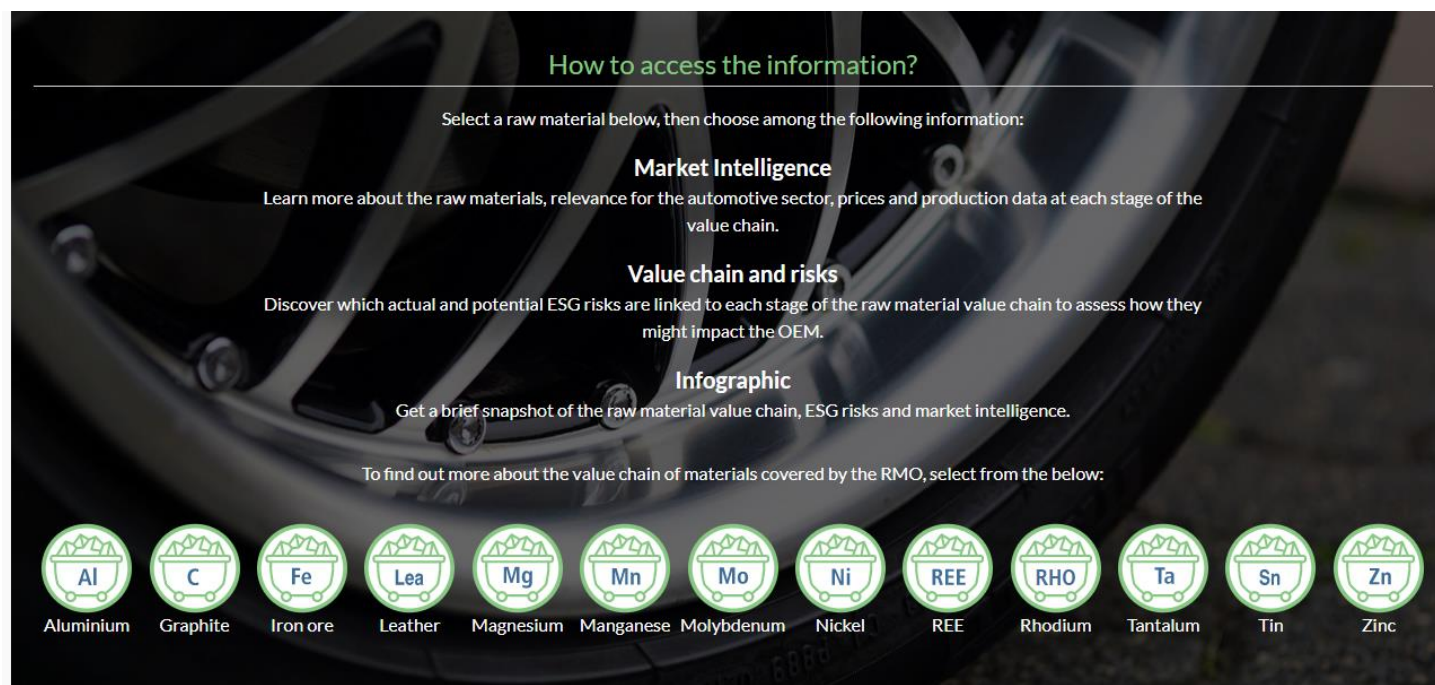 How to access the information?
Select a raw material below, then choose among the following information:
Market Intelligence
Learn more about the raw materials, relevance for the automotive sector, prices and production data at each stage of the
value chain.
Value chain and risks
Discover which actual and potential ESG risks are linked to each stage of the raw material value chain to assess how they
might impact the OEM.
Infographic
Get a brief snapshot of the raw material value chain, ESG risks and market intelligence.
To find out more about the value chain of materials covered by the RMO, select from the below:
Al C Fe Lea Mg Mn Mo Ni REE RHO Ta Sn Zn
Aluminium Graphite Iron ore Leather Magnesium Manganese Molybdenum Nickel REE Rhodium Tantalum Tin Zinc